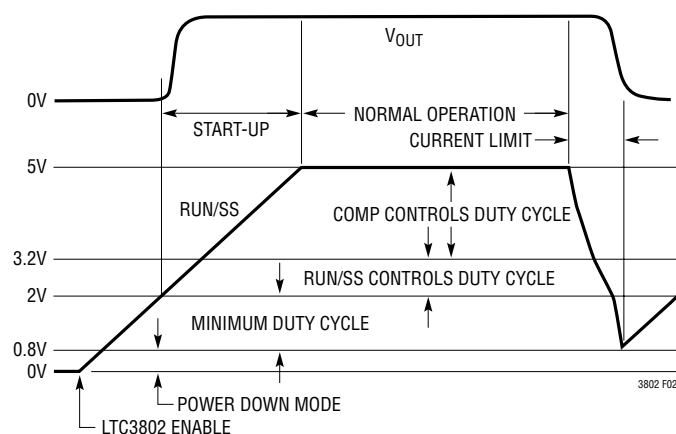 VOUT
0V
START-UP
NORMAL OPERATION
CURRENT LIMIT
5V
RUN/SS
COMP CONTROLS DUTY CYCLE
3.2V
RUN/SS CONTROLS DUTY CYCLE
2V
MINIMUM DUTY CYCLE
0.8V
0V
3802 F02
POWER DOWN MODE
LTC3802 ENABLE